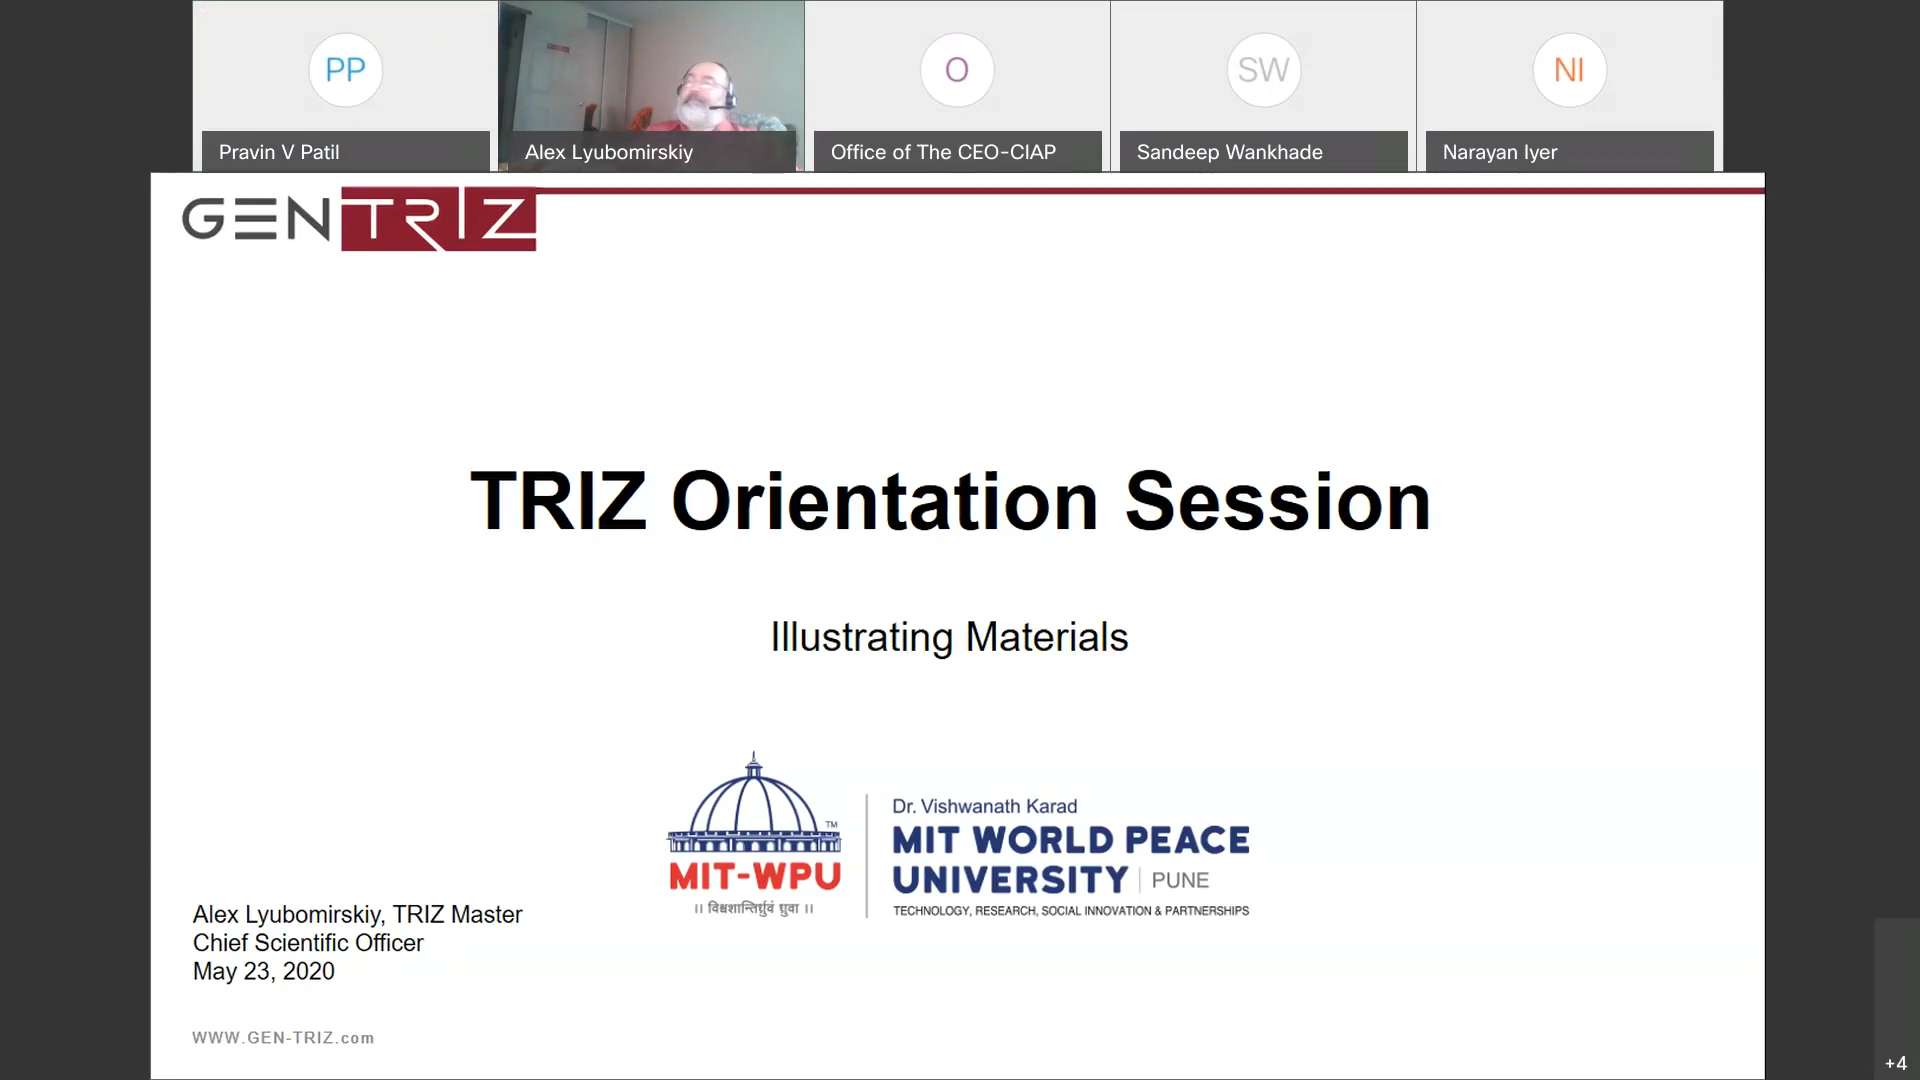 PP
O
SW
NI
Pravin V Patil
Alex Lyubomirskiy
Office of The CEO-CIAP
Sandeep Wankhade
Narayan Iyer
GEN TRIZ
TRIZ Orientation Session
Illustrating Materials
Dr. Vishwanath Karad
MIT WORLD PEACE
UNIVERSITY | PUNE
TECHNOLOGY, RESEARCH, SOCIAL INNOVATION & PARTNERSHIPS
TM
MIT-WPU
॥ विश्वशान्तिर्ध्रुवं ध्रुवा ॥
Alex Lyubomirskiy, TRIZ Master
Chief Scientific Officer
May 23, 2020
WWW.GEN-TRIZ.com
+4